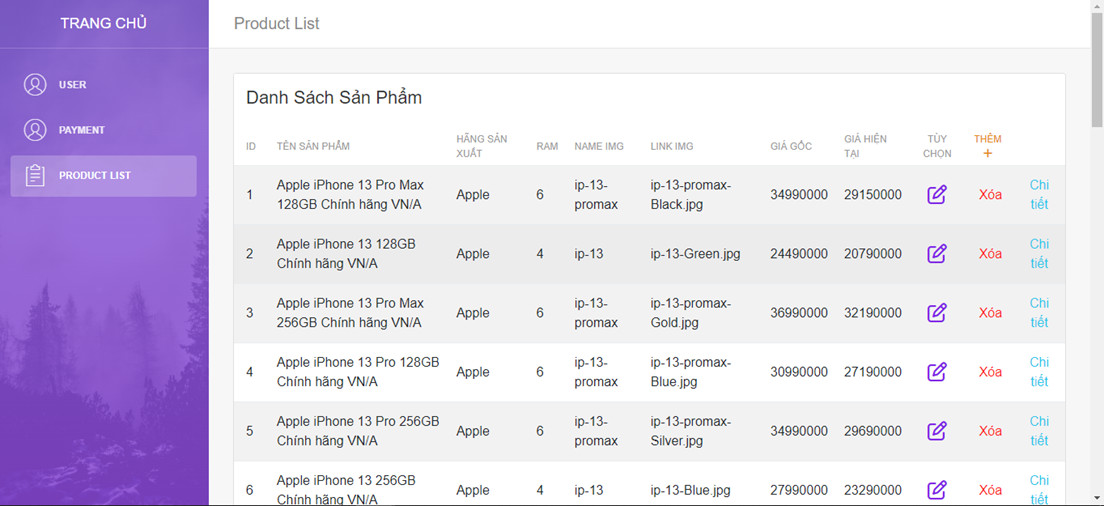 TRANG CHỦ
Product List
USER
PAYMENT
PRODUCT LIST
Danh Sách Sản Phẩm
ID TÊN SẢN PHẨM HÃNG SẢN XUẤT RAM NAME IMG LINK IMG GIÁ GỐC GIÁ HIỆN TẠI TÙY CHỌN THÊM +
1 Apple iPhone 13 Pro Max 128GB Chính hãng VN/A Apple 6 ip-13-promax ip-13-promax-Black.jpg 34990000 29150000 Xóa Chi tiết
2 Apple iPhone 13 128GB Chính hãng VN/A Apple 4 ip-13 ip-13-Green.jpg 24490000 20790000 Xóa Chi tiết
3 Apple iPhone 13 Pro Max 256GB Chính hãng VN/A Apple 6 ip-13-promax ip-13-promax-Gold.jpg 36990000 32190000 Xóa Chi tiết
4 Apple iPhone 13 Pro 128GB Chính hãng VN/A Apple 6 ip-13-promax ip-13-promax-Blue.jpg 30990000 27190000 Xóa Chi tiết
5 Apple iPhone 13 Pro 256GB Chính hãng VN/A Apple 6 ip-13-promax ip-13-promax-Silver.jpg 34990000 29690000 Xóa Chi tiết
6 Apple iPhone 13 256GB Chính hãng VN/A Apple 4 ip-13 ip-13-Blue.jpg 27990000 23290000 Xóa Chi tiết